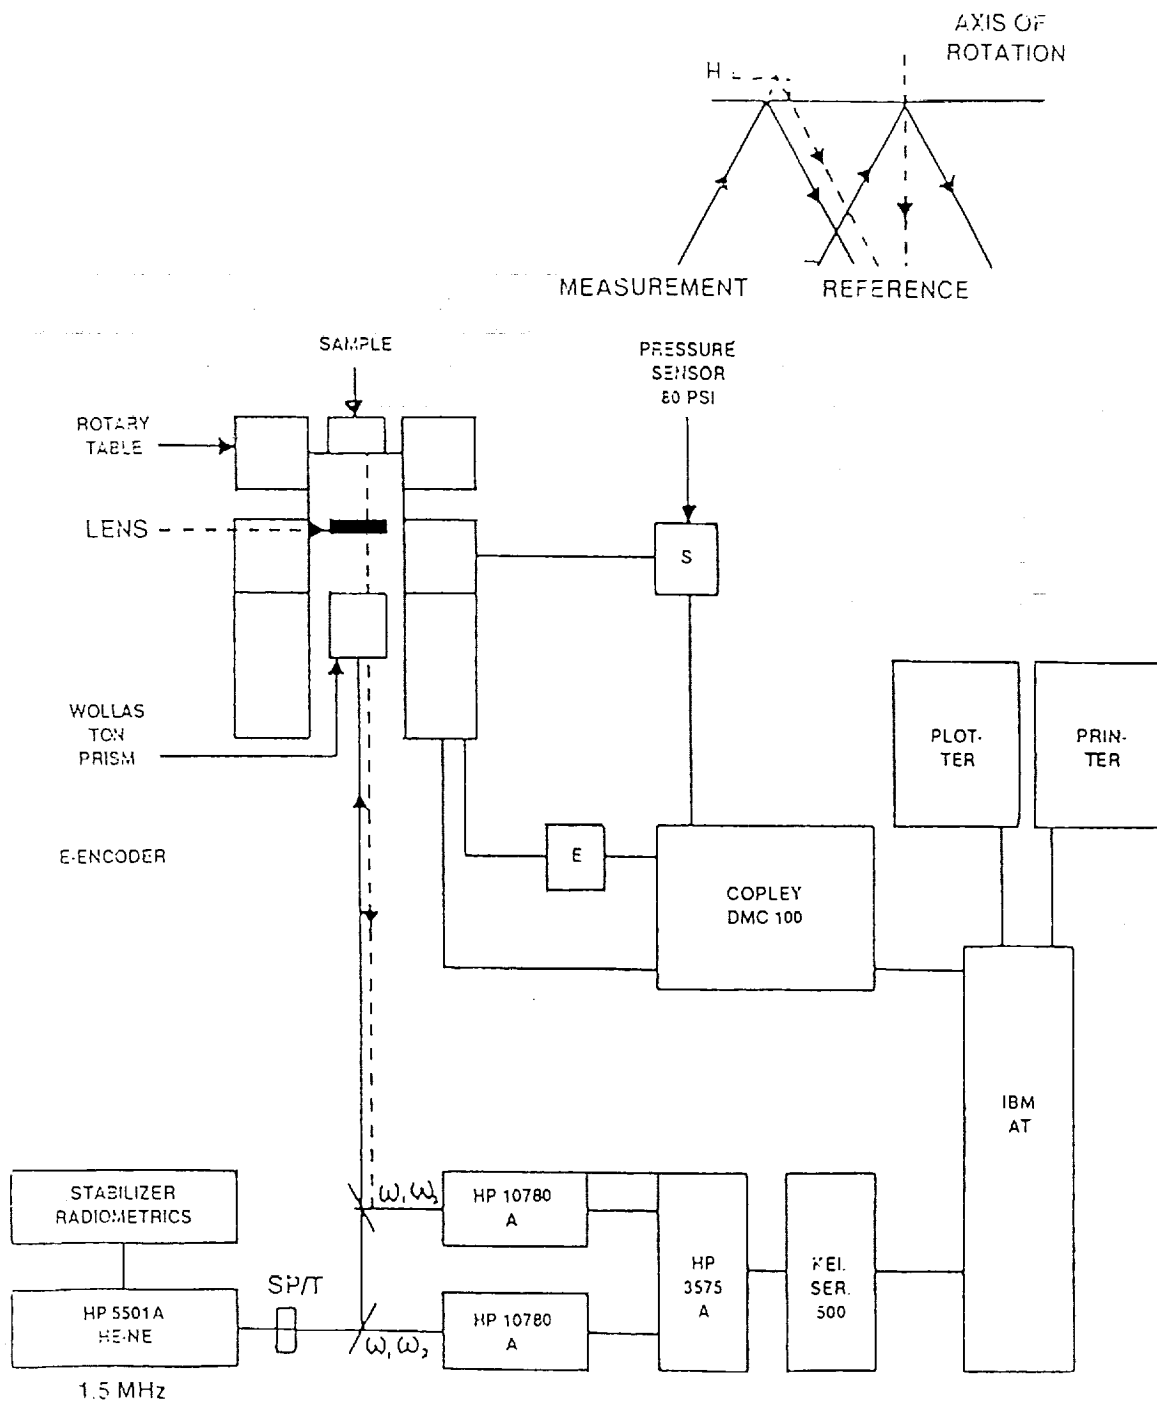 AXIS OF
ROTATION
H
MEASUREMENT
REFERENCE
SAMPLE
PRESSURE
SENSOR
80 PSI
ROTARY
TABLE
LENS
S
WOLLAS
TON
PRISM
PLOT-
TER
PRIN-
TER
E-ENCODER
E
COPLEY
DMC 100
IBM
AT
STABILIZER
RADIOMETRICS
ω, ω₂
HP 10780
A
HP
3575
A
KEI.
SER.
500
SP/T
HP 5501A
HE-NE
ω, ω₂
HP 10780
A
1.5 MHz